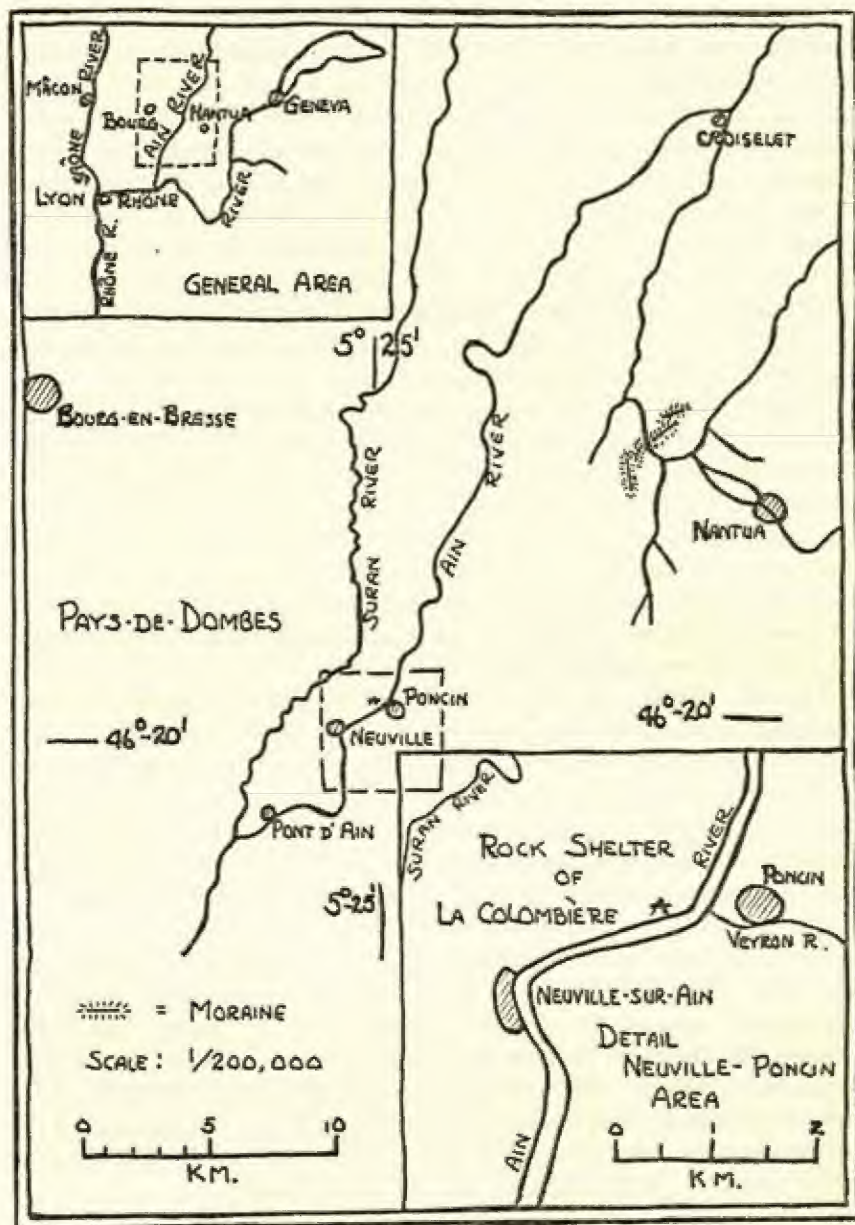 MÂCON
SAÔNE RIVER
BOURG
AIN RIVER
NANTUA
GENEVA
LYON
RHÔNE
RIVER
RHÔNE R.
GENERAL AREA
CROISELET
5° 25'
BOURG-EN-BRESSE
SURAN RIVER
AIN RIVER
NANTUA
PAYS-DE-DOMBES
PONCIN
NEUVILLE
46°-20'
46°-20'
PONT D'AIN
5°-25'
= MORAINE
SCALE: 1/200,000
0 5 10
KM.
SURAN RIVER
RIVER
ROCK SHELTER
OF
LA COLOMBIÈRE
PONCIN
VEYRON R.
NEUVILLE-SUR-AIN
DETAIL
NEUVILLE-PONCIN
AREA
AIN
0 1 2
KM.